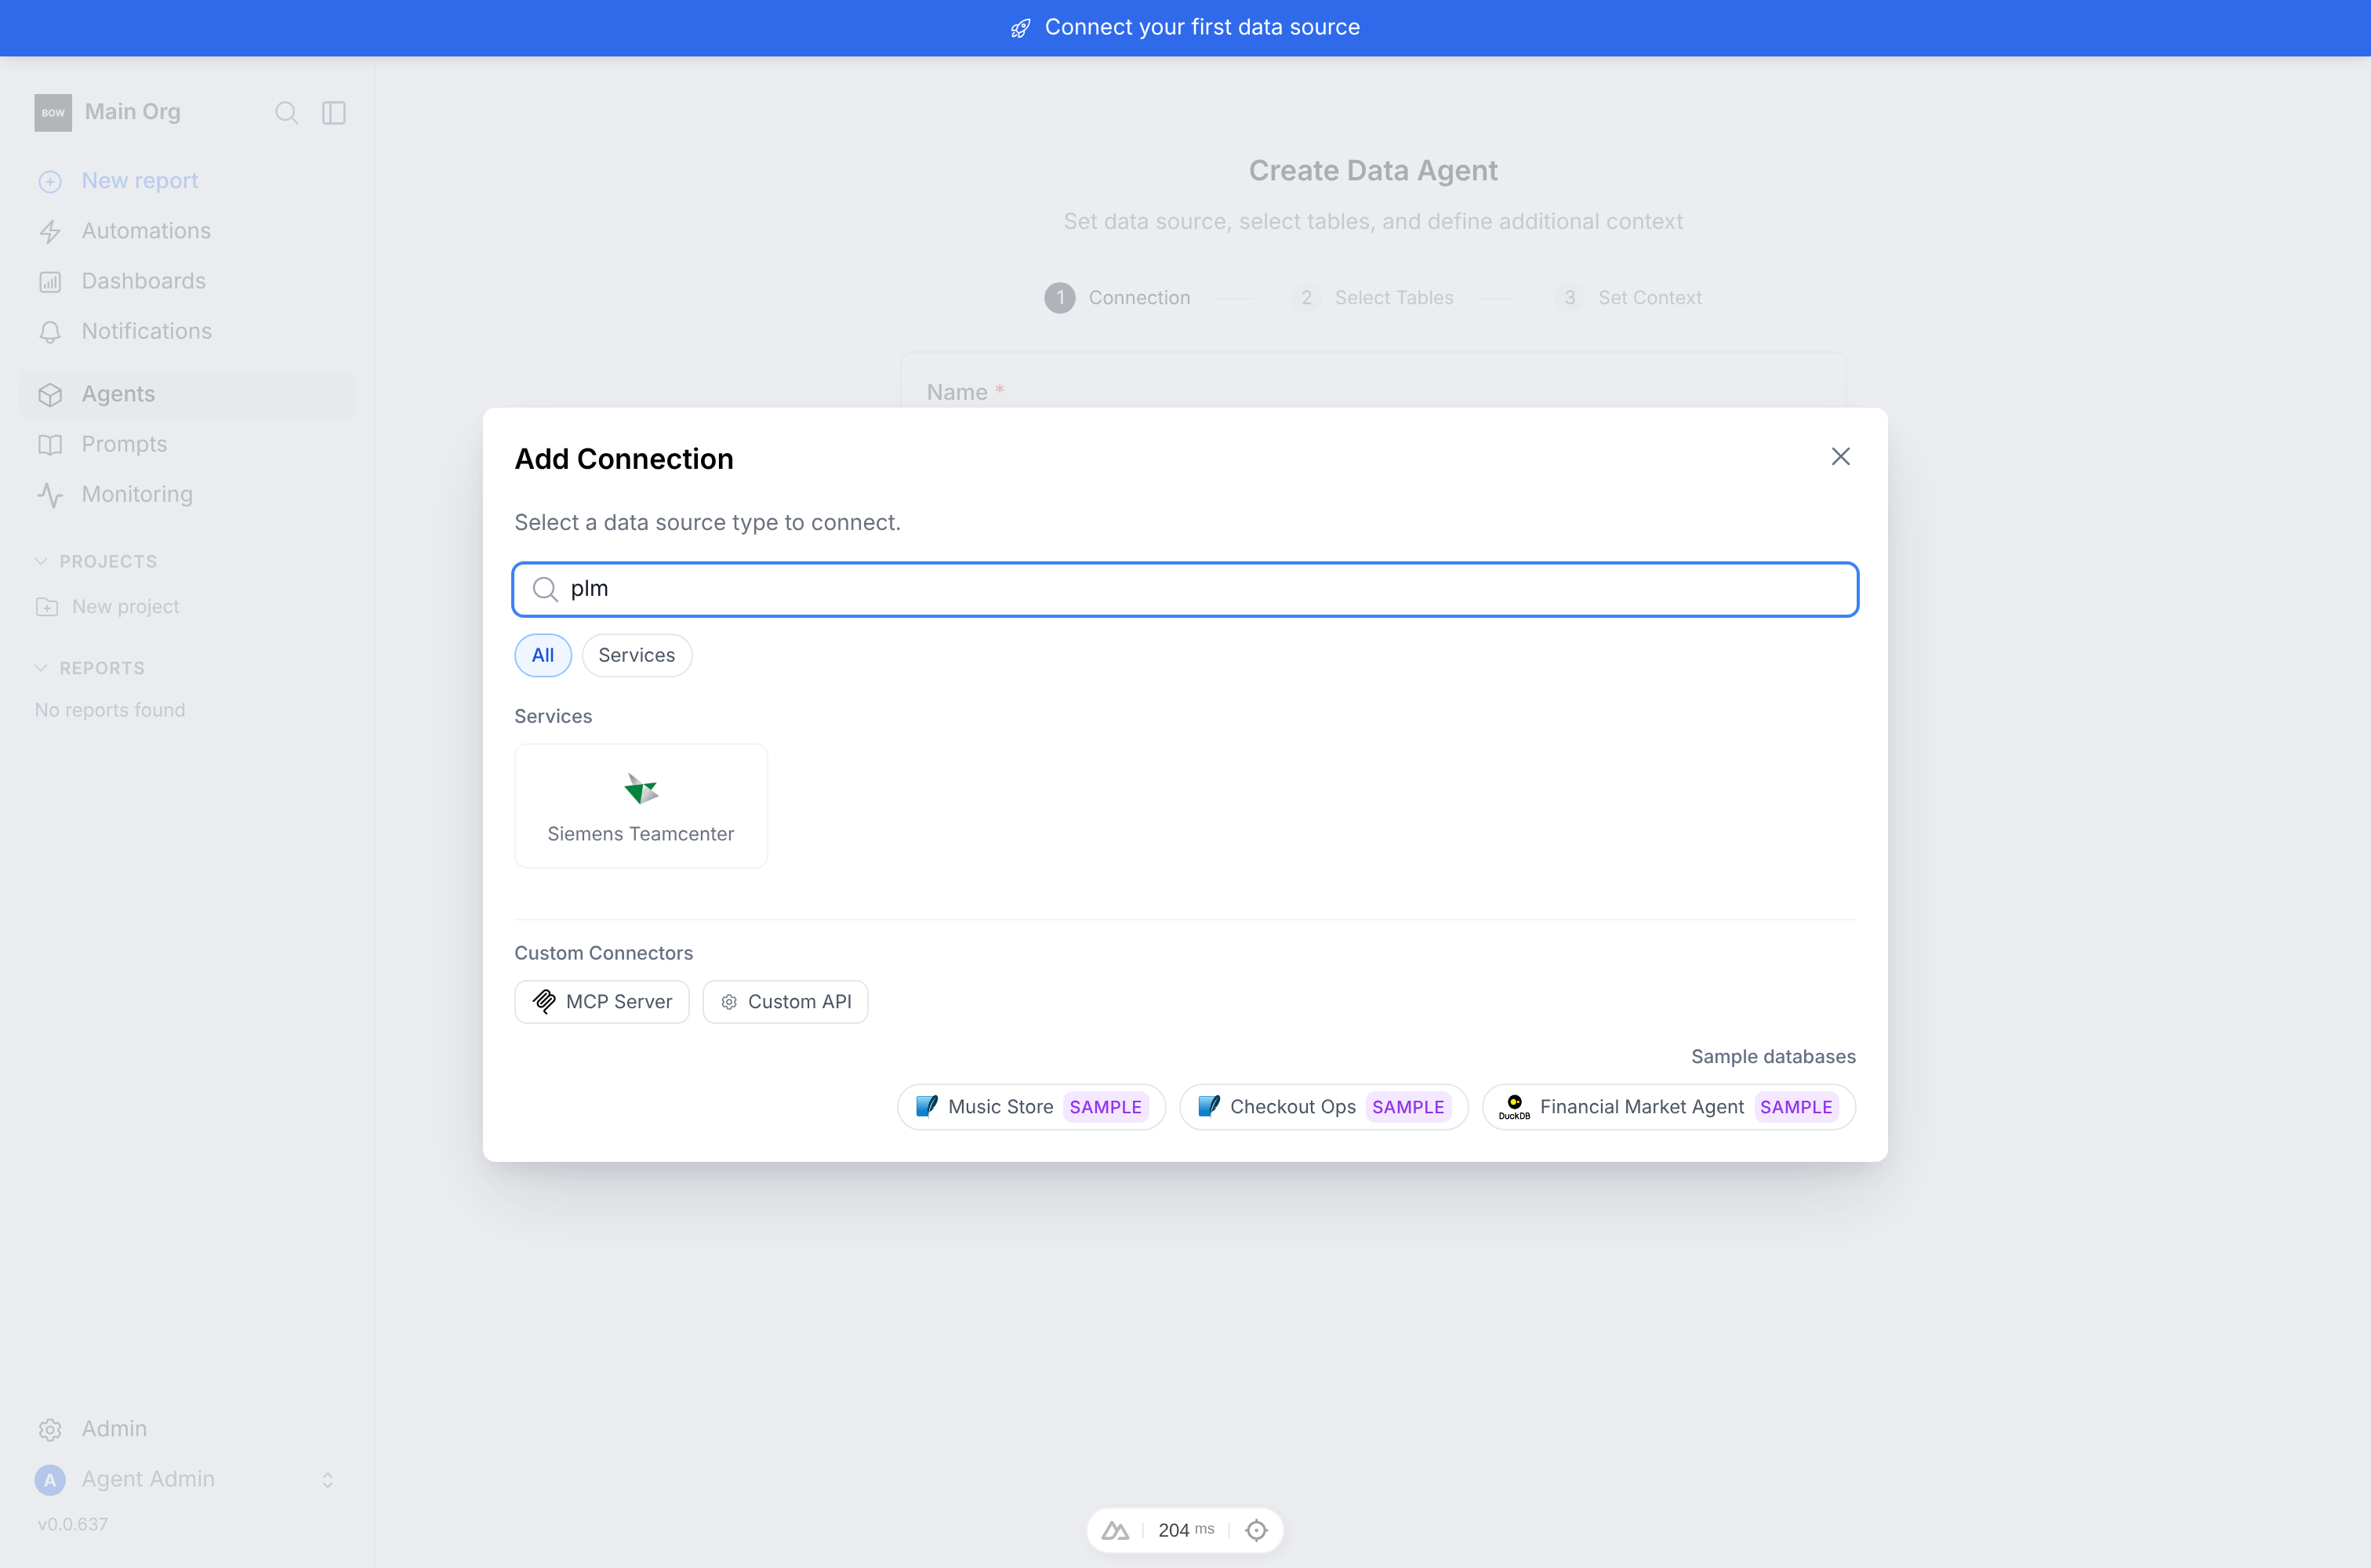 Connect your first data source
BOW
Main Org
New report
Automations
Dashboards
Notifications
Agents
Prompts
Monitoring
PROJECTS
New project
REPORTS
No reports found
Admin
A
Agent Admin
v0.0.637
Create Data Agent
Set data source, select tables, and define additional context
1 Connection 2 Select Tables 3 Set Context
Name *
Add Connection
Select a data source type to connect.
plm
All Services
Services
Siemens Teamcenter
Custom Connectors
MCP Server Custom API
Sample databases
Music Store SAMPLE Checkout Ops SAMPLE DuckDB Financial Market Agent SAMPLE
204 ms